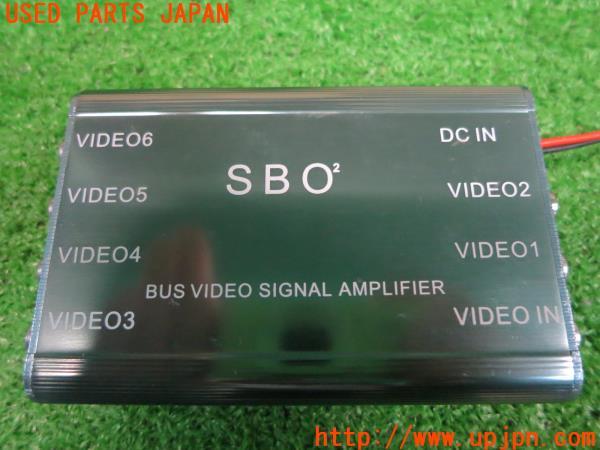 USED PARTS JAPAN
VIDEO6
DC IN
SBO²
VIDEO5
VIDEO2
VIDEO4
VIDEO1
BUS VIDEO SIGNAL AMPLIFIER
VIDEO3
VIDEO IN
http://www.upjpn.com